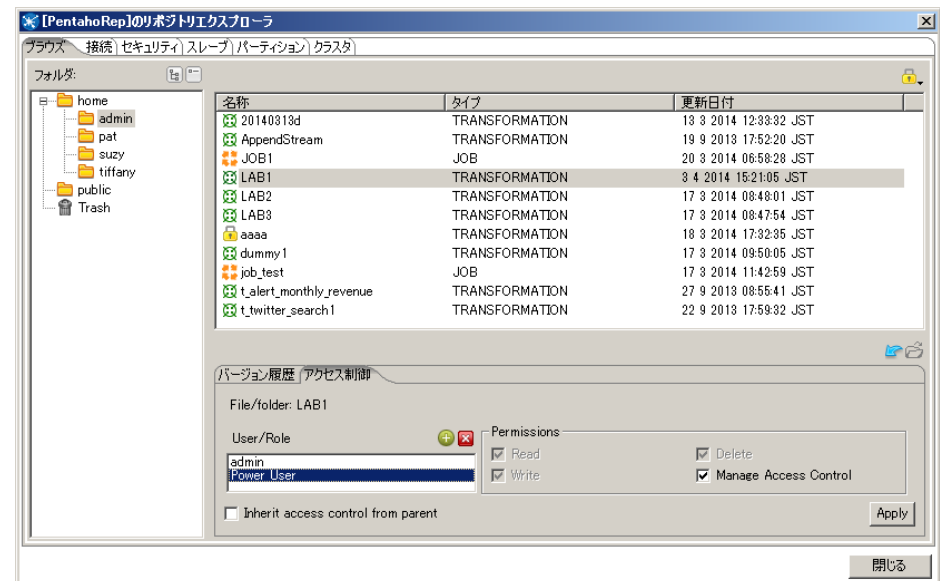 [PentahoRep]のリポジトリエクスプローラ
ブラウズ 接続 セキュリティ スレーブ パーティション クラスタ
フォルダ:
home
admin
pat
suzy
tiffany
public
Trash
名称 タイプ 更新日付
20140313d TRANSFORMATION 13 3 2014 12:33:32 JST
AppendStream TRANSFORMATION 19 9 2013 17:52:20 JST
JOB1 JOB 20 3 2014 06:58:28 JST
LAB1 TRANSFORMATION 3 4 2014 15:21:05 JST
LAB2 TRANSFORMATION 17 3 2014 08:48:01 JST
LAB3 TRANSFORMATION 17 3 2014 08:47:54 JST
aaaa TRANSFORMATION 18 3 2014 17:32:35 JST
dummy1 TRANSFORMATION 17 3 2014 09:50:05 JST
job_test JOB 17 3 2014 11:42:59 JST
t_alert_monthly_revenue TRANSFORMATION 27 9 2013 08:55:41 JST
t_twitter_search1 TRANSFORMATION 22 9 2013 17:59:32 JST
バージョン履歴 アクセス制御
File/folder: LAB1
User/Role
admin
Power User
Permissions
Read Delete
Write Manage Access Control
Inherit access control from parent
Apply
閉じる